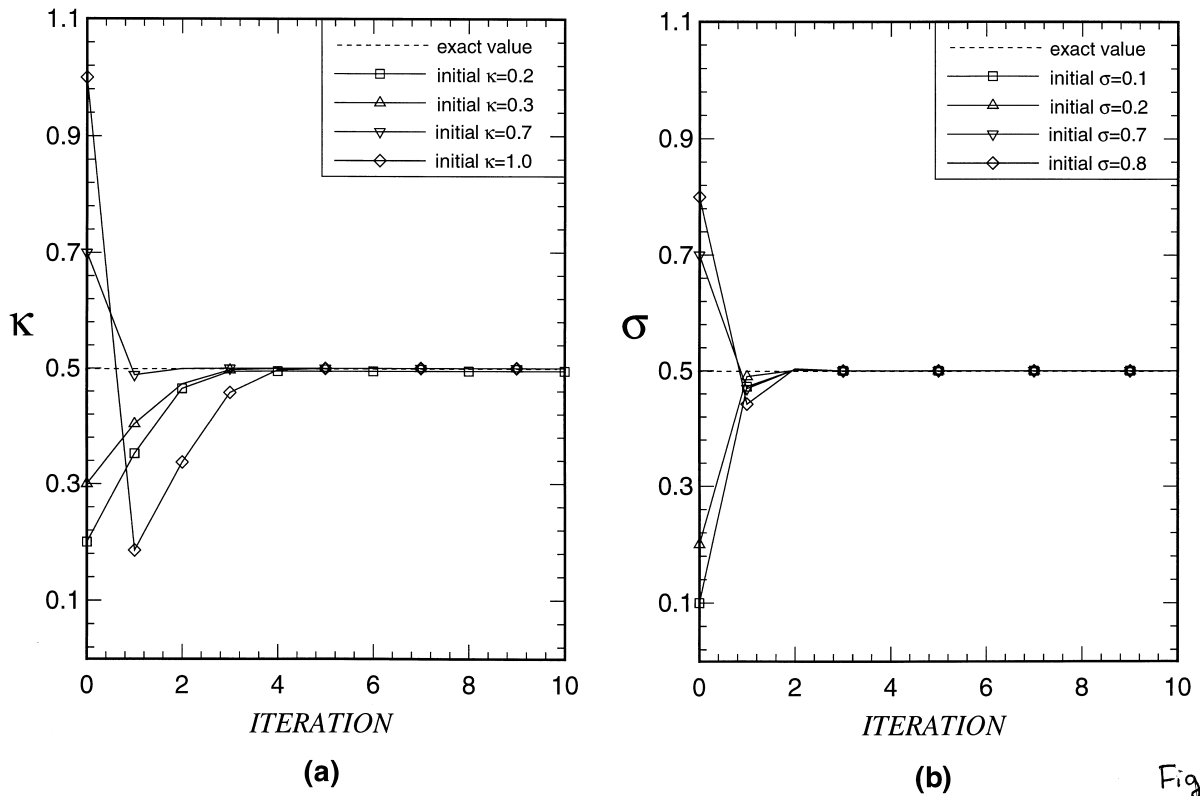 1.1
0.9
0.7
0.5
0.3
0.1
κ
exact value
initial κ=0.2
initial κ=0.3
initial κ=0.7
initial κ=1.0
0 2 4 6 8 10
ITERATION
(a)
1.1
0.9
0.7
0.5
0.3
0.1
σ
exact value
initial σ=0.1
initial σ=0.2
initial σ=0.7
initial σ=0.8
0 2 4 6 8 10
ITERATION
(b)
Fig